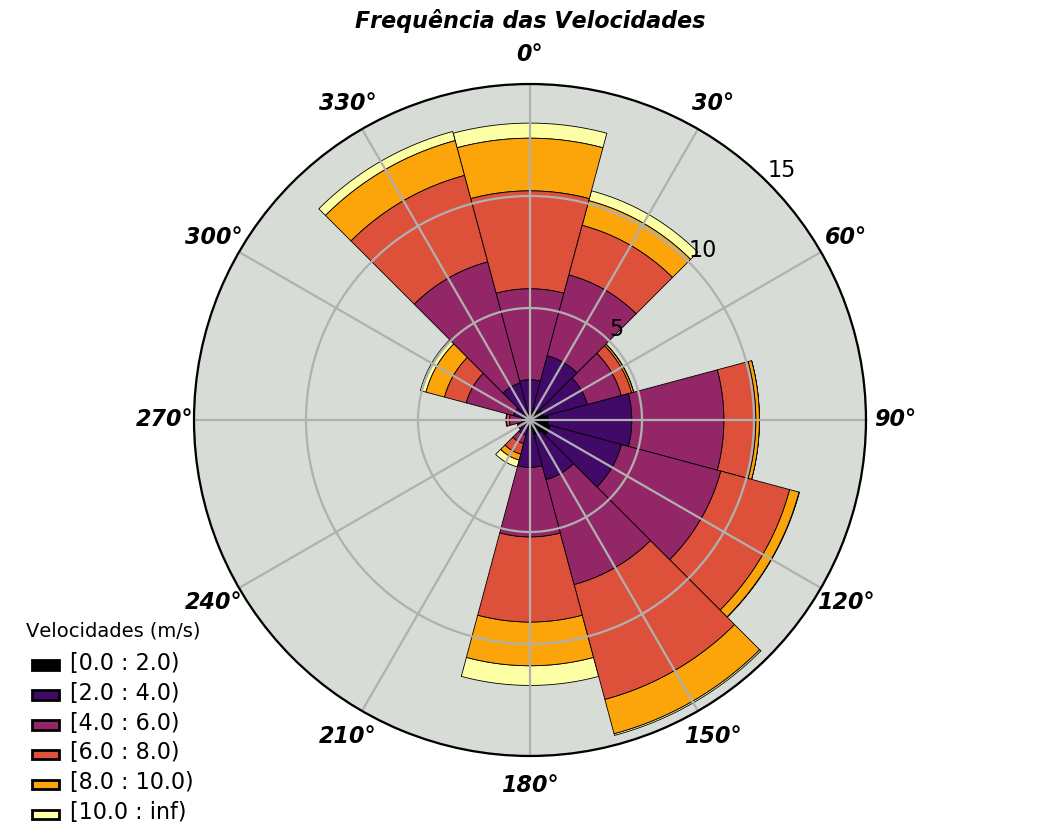 Frequência das Velocidades
0°
30°
60°
90°
120°
150°
180°
210°
240°
270°
300°
330°
5
10
15
Velocidades (m/s)
[0.0 : 2.0)
[2.0 : 4.0)
[4.0 : 6.0)
[6.0 : 8.0)
[8.0 : 10.0)
[10.0 : inf)